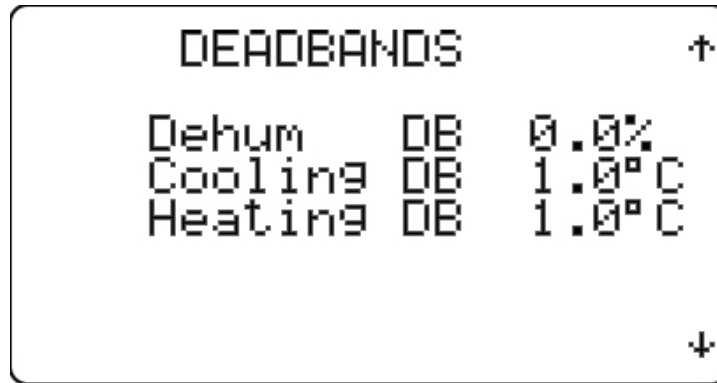 DEADBANDS ↑
Dehum DB 0.0%
Cooling DB 1.0°C
Heating DB 1.0°C
↓